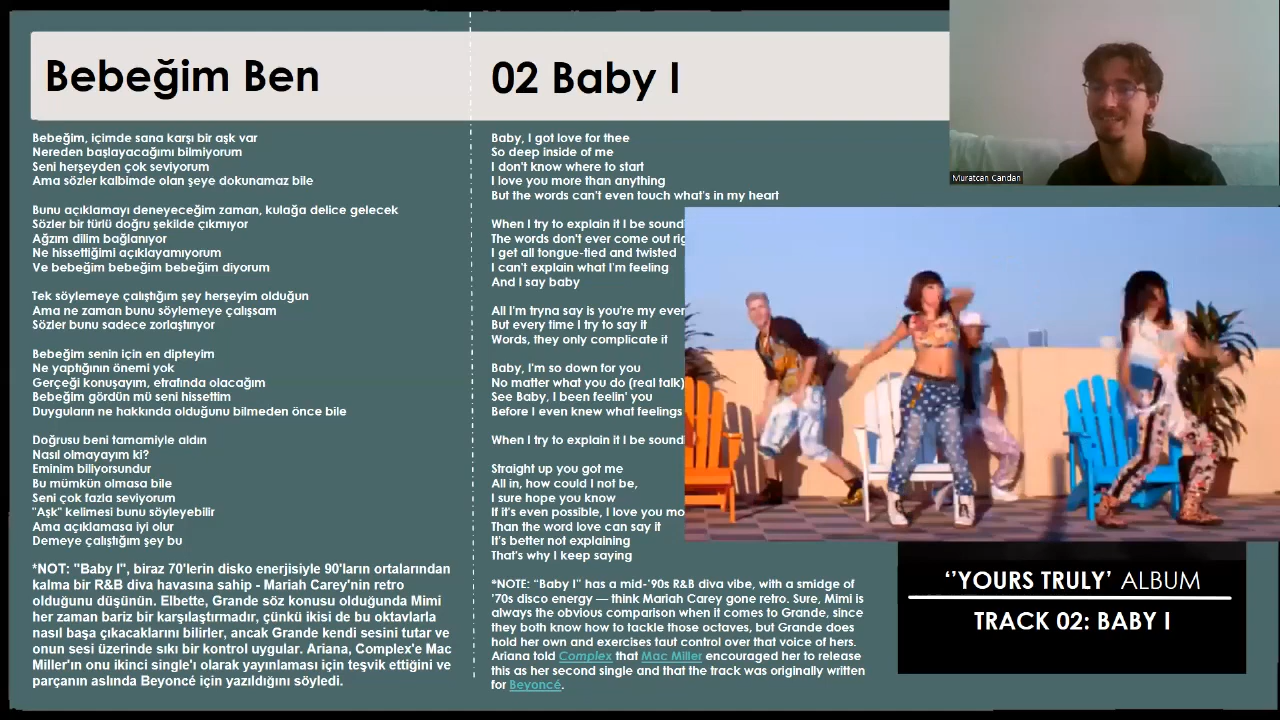 Bebeğim Ben
Bebeğim, içimde sana karşı bir aşk var
Nereden başlayacağımı bilmiyorum
Seni herşeyden çok seviyorum
Ama sözler kalbimde olan şeye dokunamaz bile
Bunu açıklamayı deneyeceğim zaman, kulağa delice gelecek
Sözler bir türlü doğru şekilde çıkmıyor
Ağzım dilim bağlanıyor
Ne hissettiğimi açıklayamıyorum
Ve bebeğim bebeğim bebeğim diyorum
Tek söylemeye çalıştığım şey herşeyim olduğun
Ama ne zaman bunu söylemeye çalışsam
Sözler bunu sadece zorlaştırıyor
Bebeğim senin için en dipteyim
Ne yaptığının önemi yok
Gerçeği konuşayım, etrafında olacağım
Bebeğim gördün mü seni hissettim
Duyguların ne hakkında olduğunu bilmeden önce bile
Doğrusu beni tamamiyle aldın
Nasıl olmayayım ki?
Eminim biliyorsundur
Bu mümkün olmasa bile
Seni çok fazla seviyorum
"Aşk" kelimesi bunu söyleyebilir
Ama açıklamasa iyi olur
Demeye çalıştığım şey bu
*NOT: "Baby I", biraz 70'lerin disko enerjisiyle 90'ların ortalarından
kalma bir R&B diva havasına sahip - Mariah Carey'nin retro
olduğunu düşünün. Elbette, Grande söz konusu olduğunda Mimi
her zaman bariz bir karşılaştırmadır, çünkü ikisi de bu oktavlarla
nasıl başa çıkacaklarını bilirler, ancak Grande kendi sesini tutar ve
onun sesi üzerinde sıkı bir kontrol uygular. Ariana, Complex'e Mac
Miller'ın onu ikinci single'ı olarak yayınlaması için teşvik ettiğini ve
parçanın aslında Beyoncé için yazıldığını söyledi.
02 Baby I
Baby, I got love for thee
So deep inside of me
I don't know where to start
I love you more than anything
But the words can't even touch what's in my heart
When I try to explain it I be sound
The words don't ever come out rig
I get all tongue-tied and twisted
I can't explain what I'm feeling
And I say baby
All I'm tryna say is you're my ever
But every time I try to say it
Words, they only complicate it
Baby, I'm so down for you
No matter what you do (real talk)
See Baby, I been feelin' you
Before I even knew what feelings
When I try to explain it I be sound
Straight up you got me
All in, how could I not be,
I sure hope you know
If it's even possible, I love you mo
Than the word love can say it
It's better not explaining
That's why I keep saying
*NOTE: “Baby I” has a mid-'90s R&B diva vibe, with a smidge of
'70s disco energy — think Mariah Carey gone retro. Sure, Mimi is
always the obvious comparison when it comes to Grande, since
they both know how to tackle those octaves, but Grande does
hold her own and exercises taut control over that voice of hers.
Ariana told Complex that Mac Miller encouraged her to release
this as her second single and that the track was originally written
for Beyoncé.
Muratcan Candan
‘’YOURS TRULY’ ALBUM
TRACK 02: BABY I